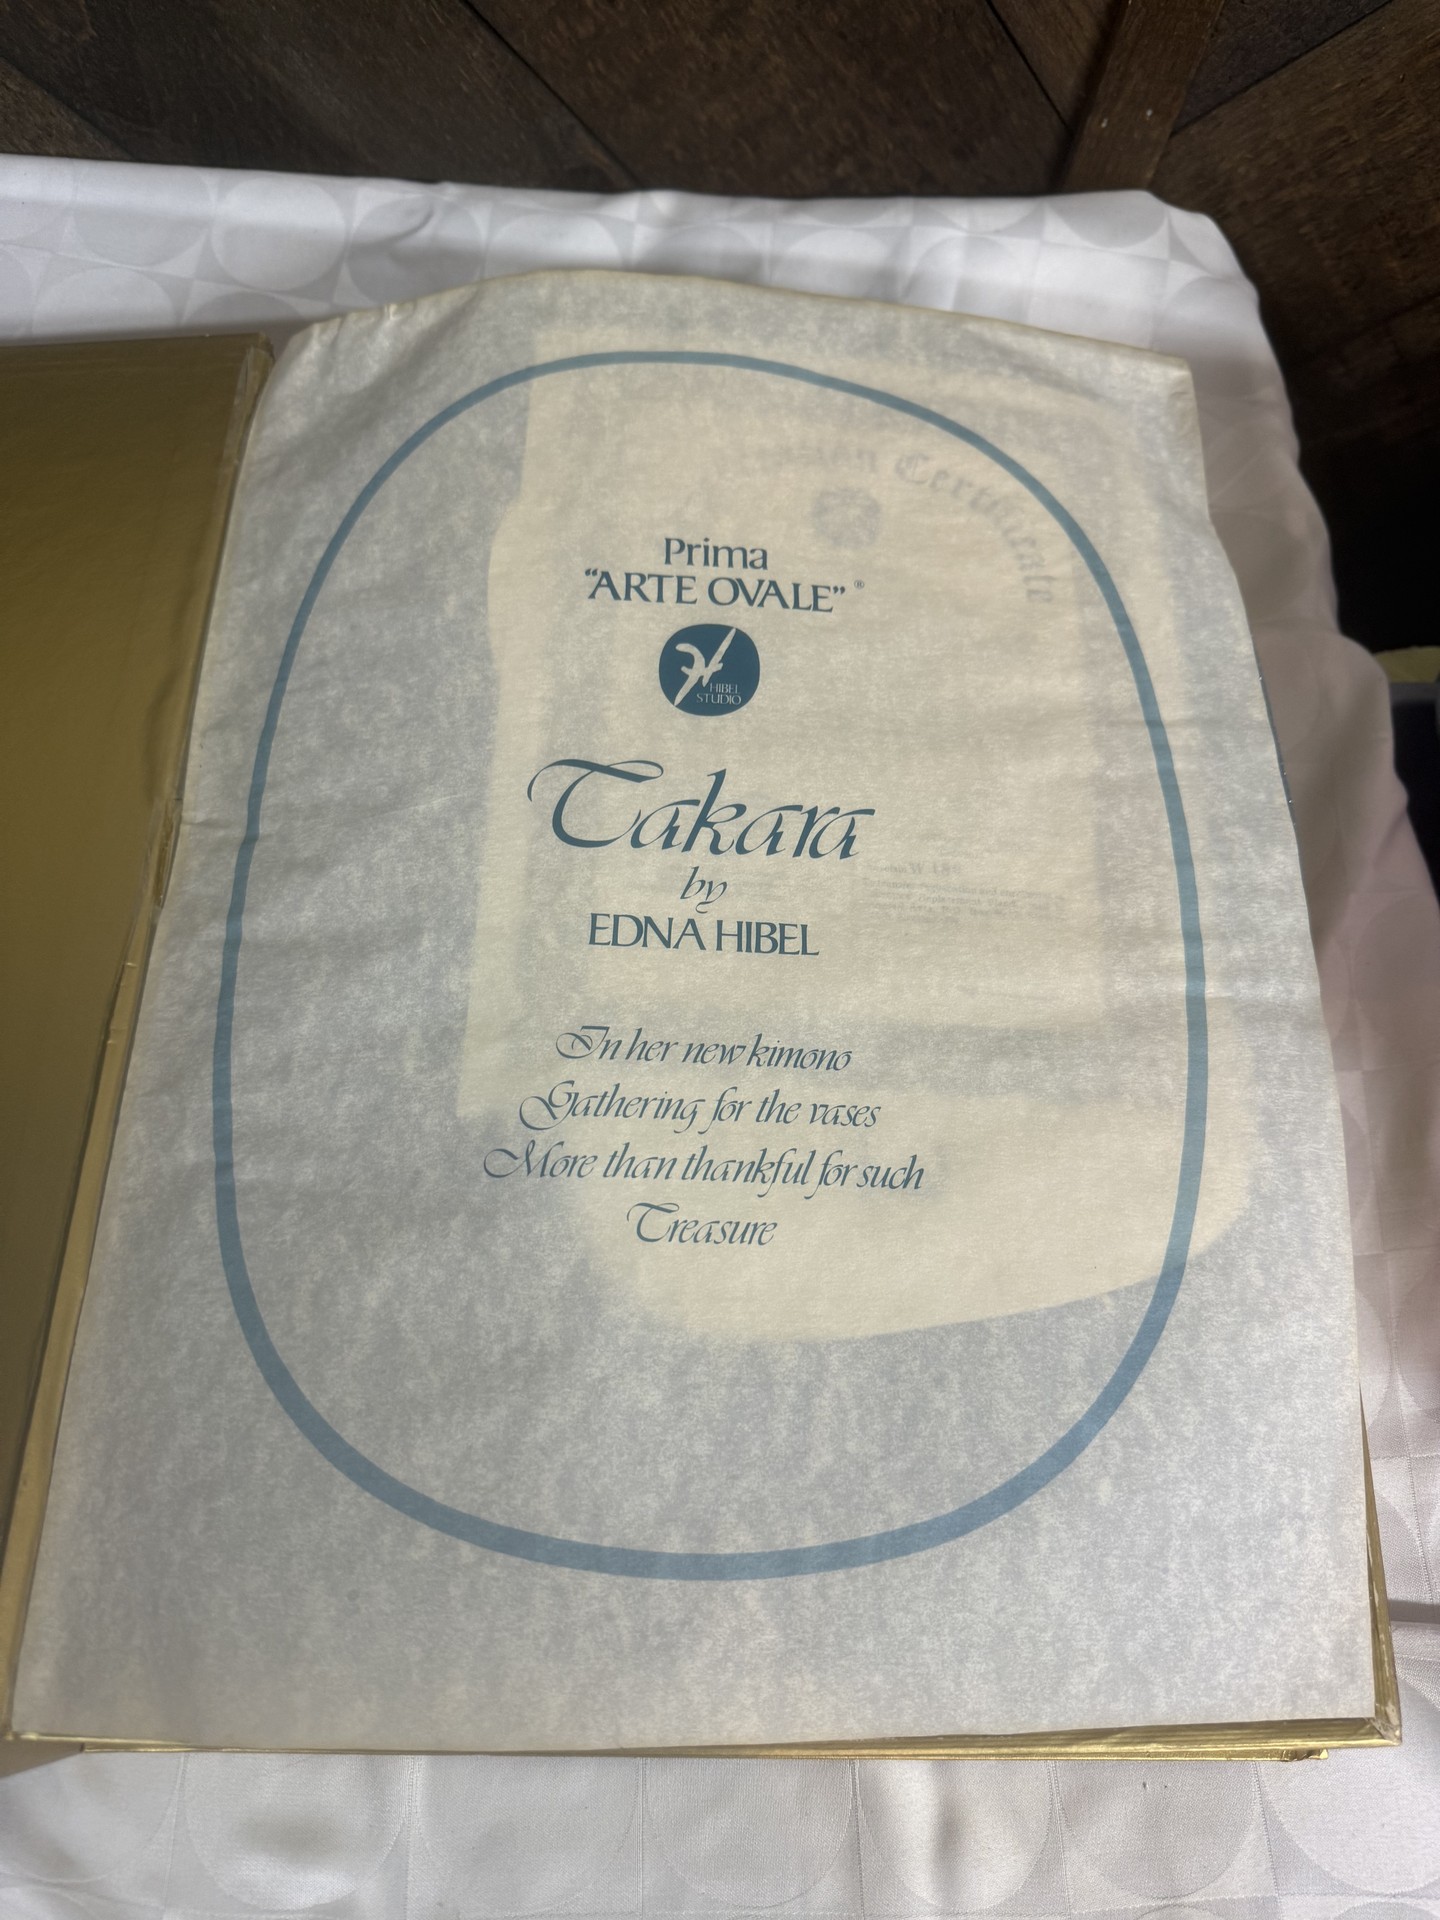 Prima
"ARTE OVALE"®
HIBEL
STUDIO
Takara
by
EDNA HIBEL
In her new kimono
Gathering for the vases
More than thankful for such
Treasure
Certificate